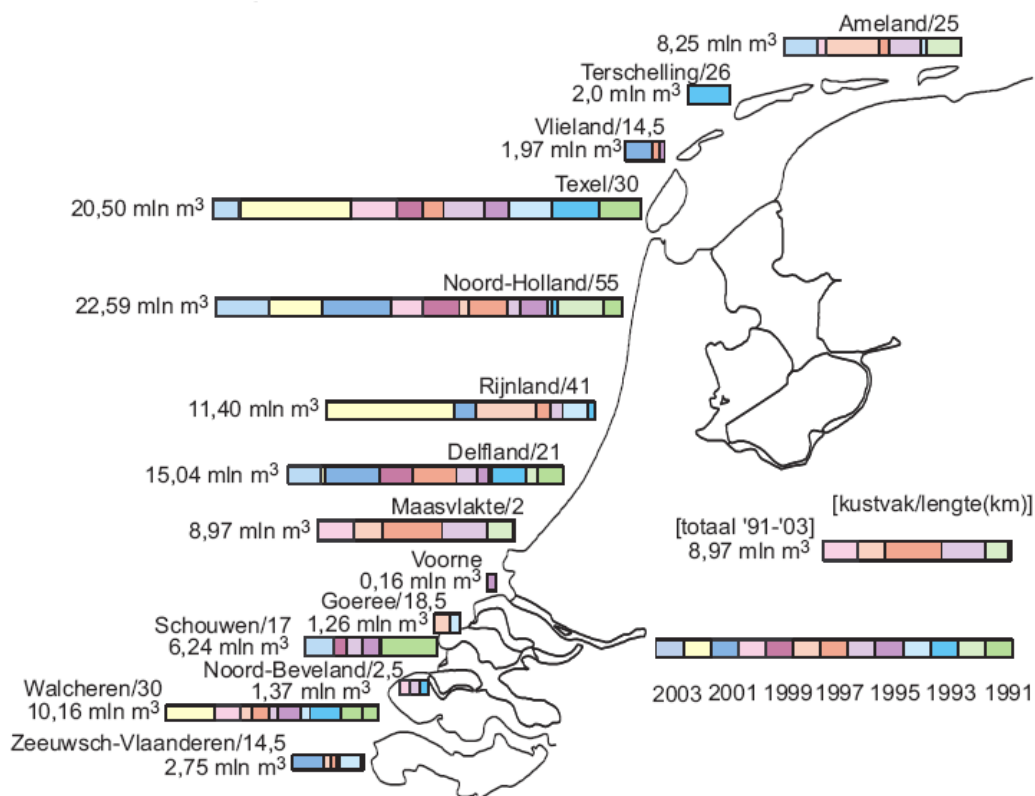 Ameland/25
8,25 mln m³
Terschelling/26
2,0 mln m³
Vlieland/14,5
1,97 mln m³
Texel/30
20,50 mln m³
Noord-Holland/55
22,59 mln m³
Rijnland/41
11,40 mln m³
Delfland/21
15,04 mln m³
Maasvlakte/2
8,97 mln m³
[kustvak/lengte(km)]
[totaal '91-'03]
8,97 mln m³
Voorne
0,16 mln m³
Goeree/18,5
1,26 mln m³
Schouwen/17
6,24 mln m³
Noord-Beveland/2,5
1,37 mln m³
Walcheren/30
10,16 mln m³
Zeeuwsch-Vlaanderen/14,5
2,75 mln m³
2003 2001 1999 1997 1995 1993 1991